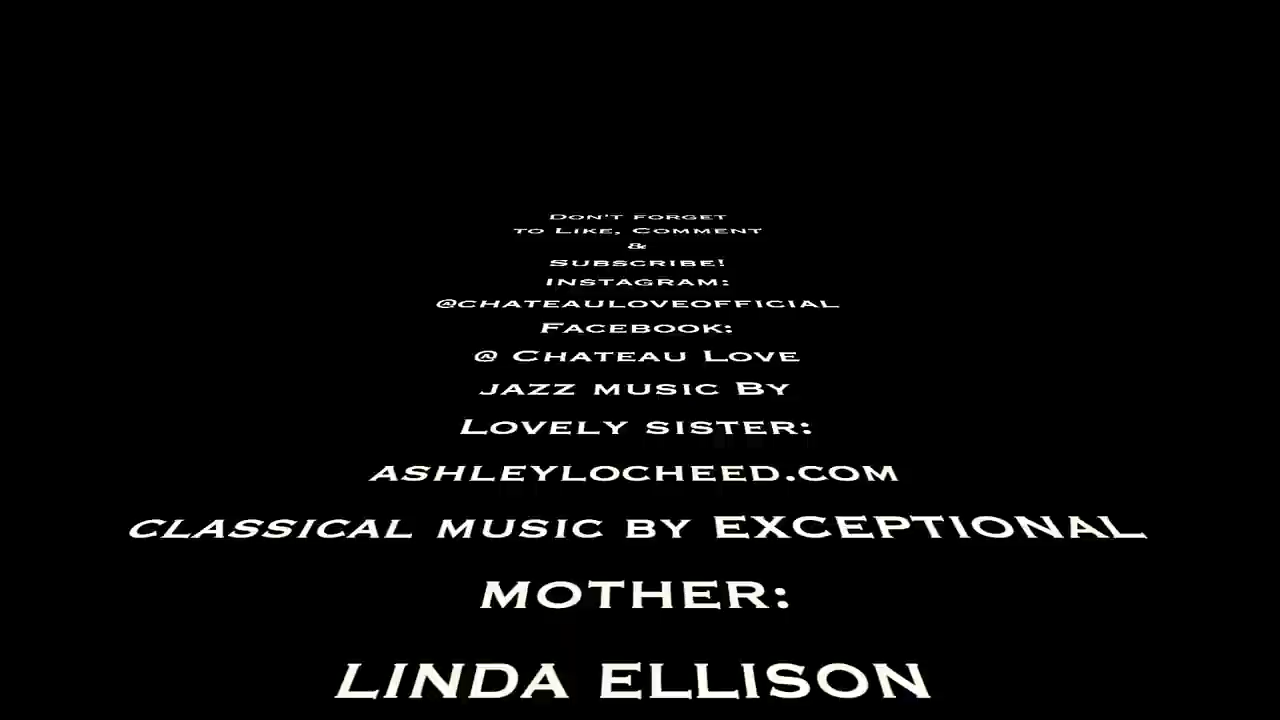 Don't forget
to Like, Comment
&
Subscribe!
Instagram:
@chateauloveofficial
Facebook:
@ Chateau Love
jazz music By
Lovely sister:
ashleylocheed.com
classical music by EXCEPTIONAL
MOTHER:
LINDA ELLISON